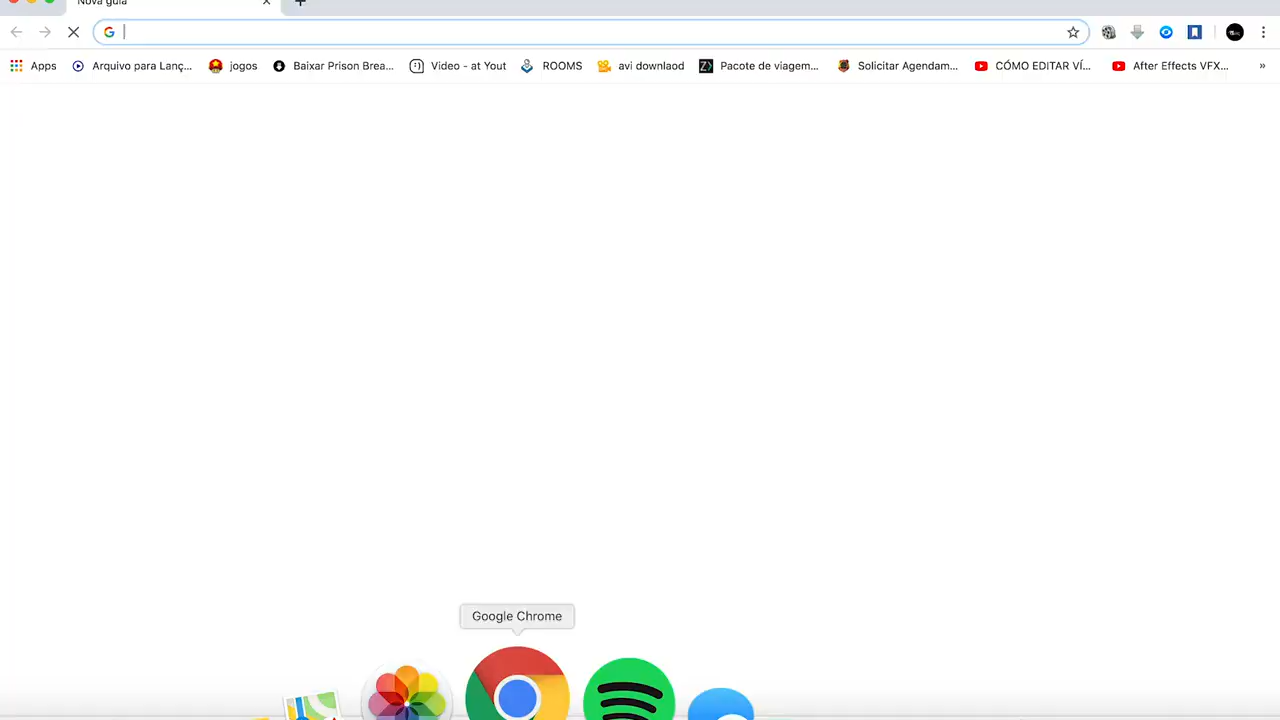 Nova guia
Apps Arquivo para Lanç... jogos Baixar Prison Brea... Video - at Yout ROOMS avi downlaod Pacote de viagem... Solicitar Agendam... CÓMO EDITAR VÍ... After Effects VFX... »
Google Chrome